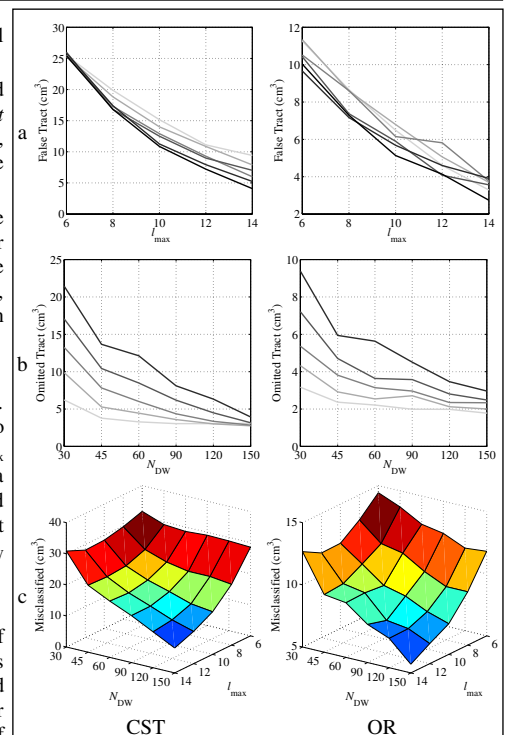 a
30
25
20
15
10
5
0
False Tract (cm³)
6 8 10 12 14
l_max
12
10
8
6
4
2
False Tract (cm³)
6 8 10 12 14
l_max
b
25
20
15
10
5
0
Omitted Tract (cm³)
30 45 60 90 120 150
N_DW
10
8
6
4
2
0
Omitted Tract (cm³)
30 45 60 90 120 150
N_DW
c
40
30
20
10
0
Misclassified (cm³)
30 45 60 90 120 150
N_DW
14 12 10 8 6
l_max
CST
15
10
5
Misclassified (cm³)
30 45 60 90 120 150
N_DW
14 12 10 8 6
l_max
OR